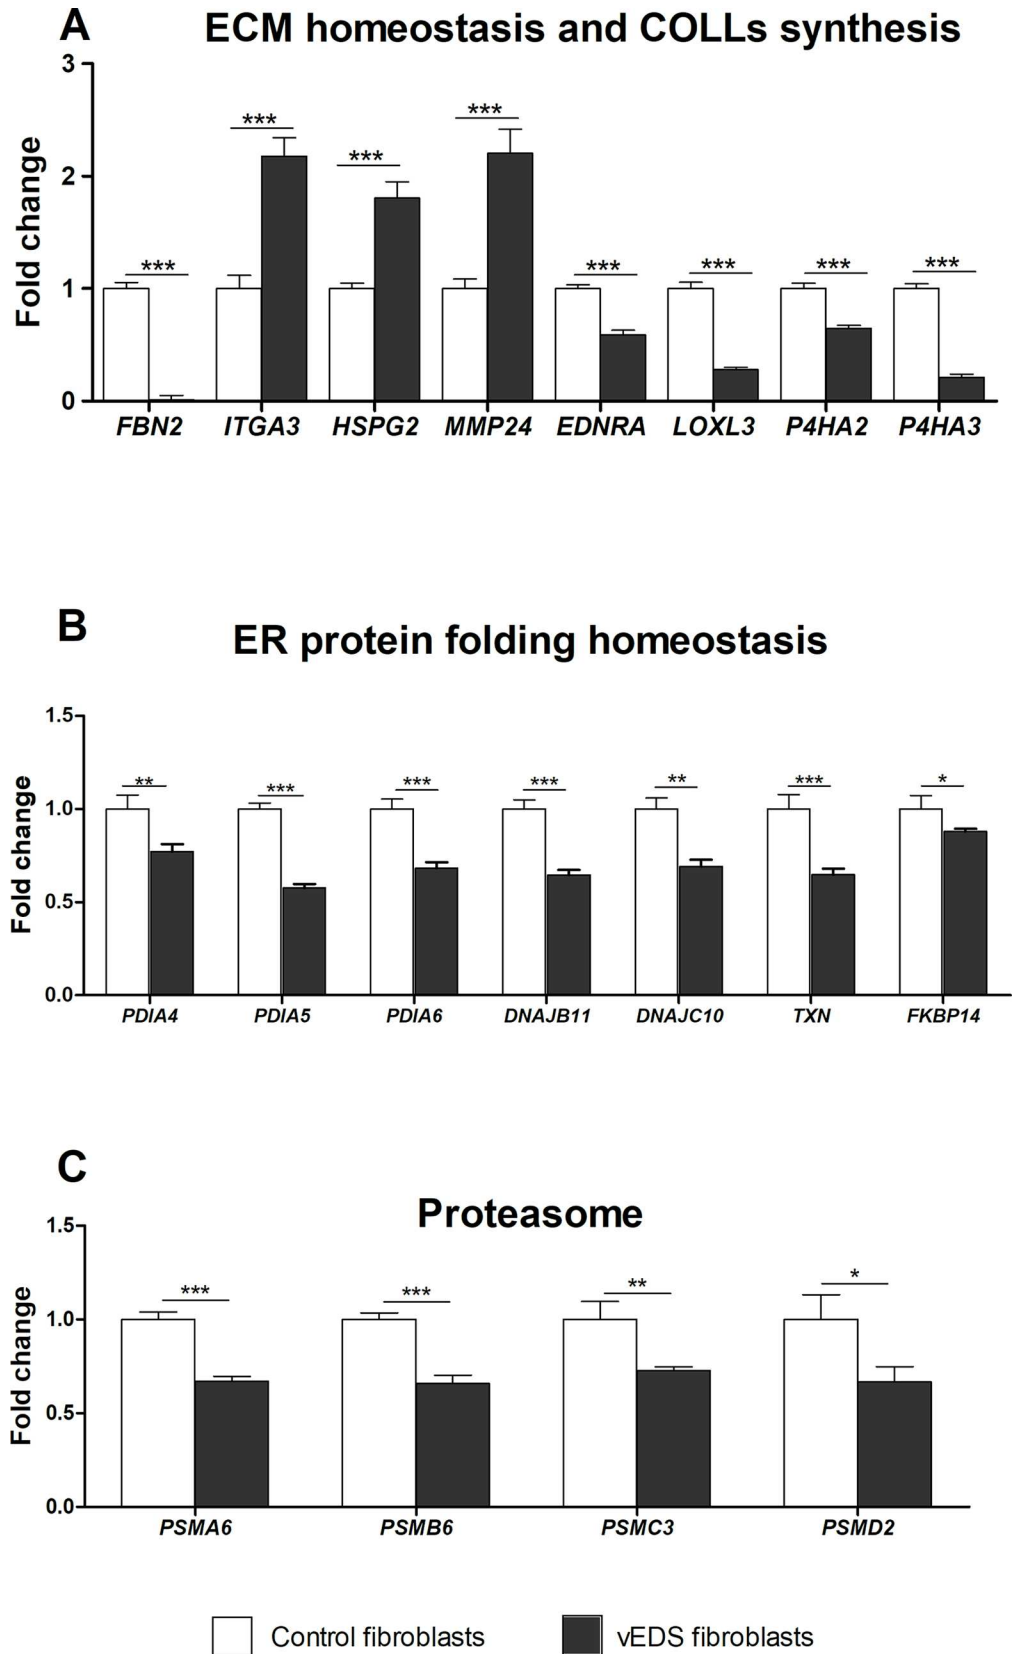 A
ECM homeostasis and COLLs synthesis
Fold change
3
2
1
0
***
***
***
***
***
***
***
***
FBN2 ITGA3 HSPG2 MMP24 EDNRA LOXL3 P4HA2 P4HA3
B
ER protein folding homeostasis
Fold change
1.5
1.0
0.5
0.0
**
***
***
***
**
***
*
PDIA4 PDIA5 PDIA6 DNAJB11 DNAJC10 TXN FKBP14
C
Proteasome
Fold change
1.5
1.0
0.5
0.0
***
***
**
*
PSMA6 PSMB6 PSMC3 PSMD2
Control fibroblasts vEDS fibroblasts